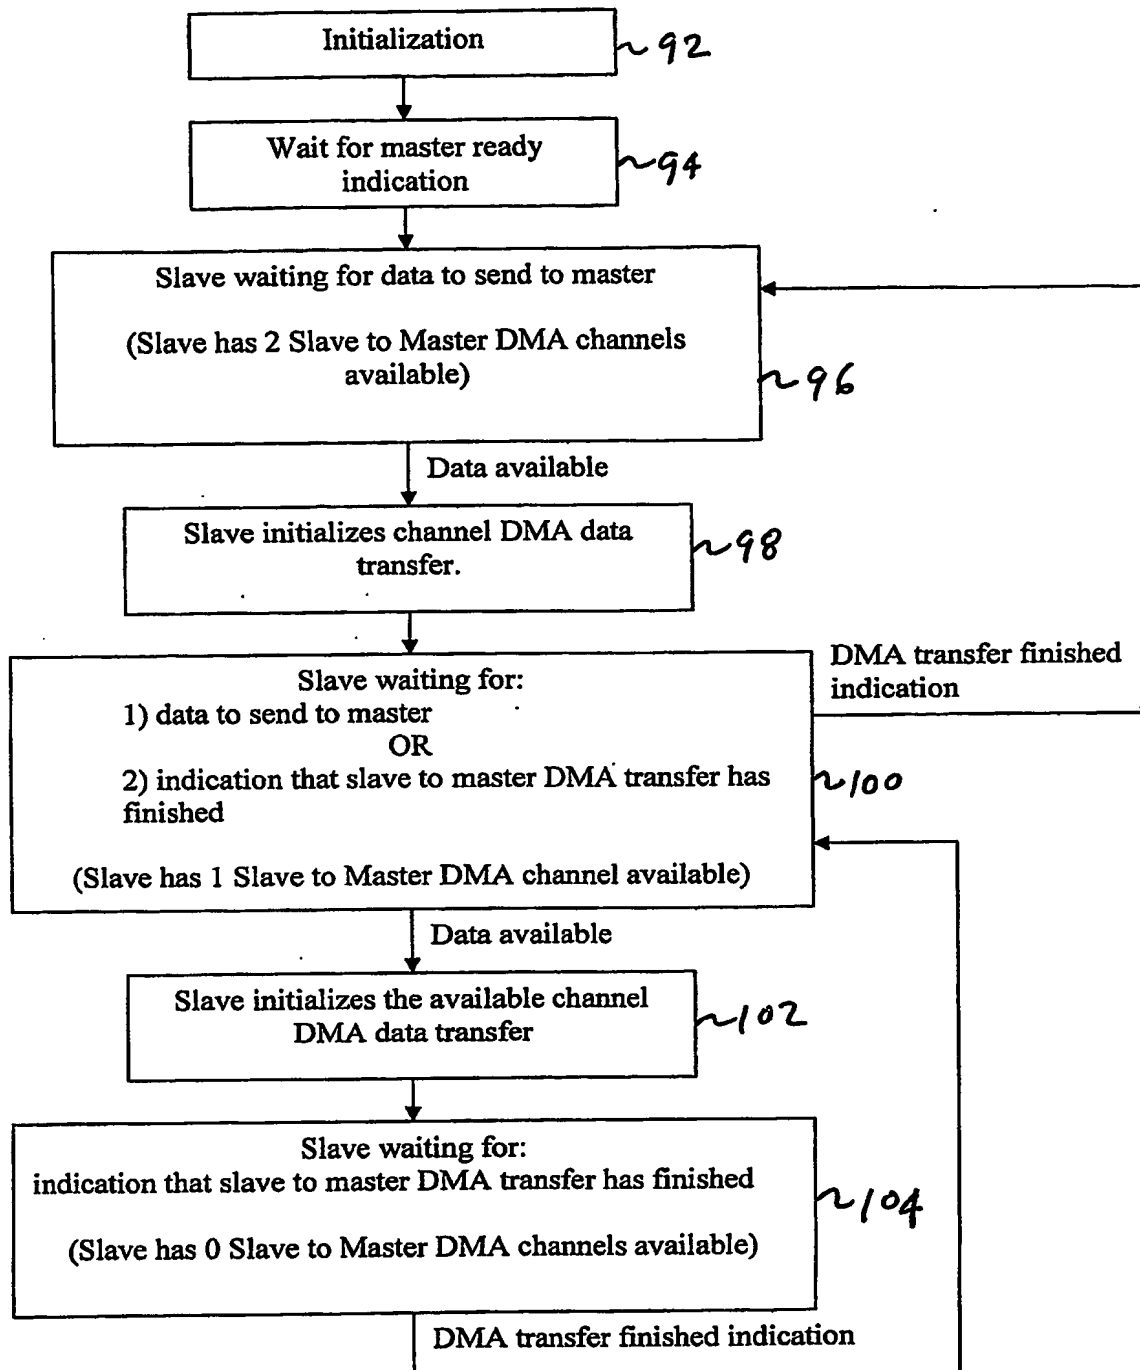 Initialization
92
Wait for master ready
indication
94
Slave waiting for data to send to master
(Slave has 2 Slave to Master DMA channels
available)
96
Data available
Slave initializes channel DMA data
transfer.
98
Slave waiting for:
1) data to send to master
OR
2) indication that slave to master DMA transfer has
finished
(Slave has 1 Slave to Master DMA channel available)
100
DMA transfer finished
indication
Data available
Slave initializes the available channel
DMA data transfer
102
Slave waiting for:
indication that slave to master DMA transfer has finished
(Slave has 0 Slave to Master DMA channels available)
104
DMA transfer finished indication